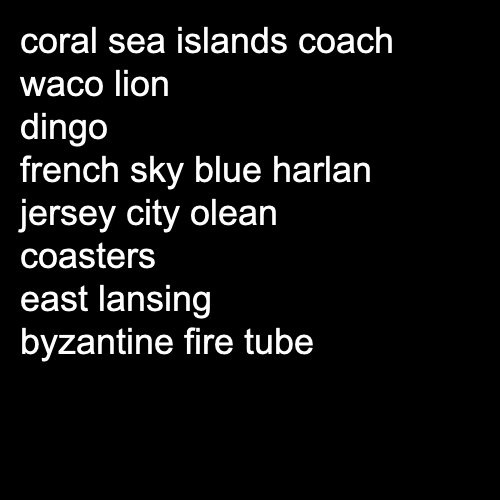 coral sea islands coach
waco lion
dingo
french sky blue harlan
jersey city olean
coasters
east lansing
byzantine fire tube